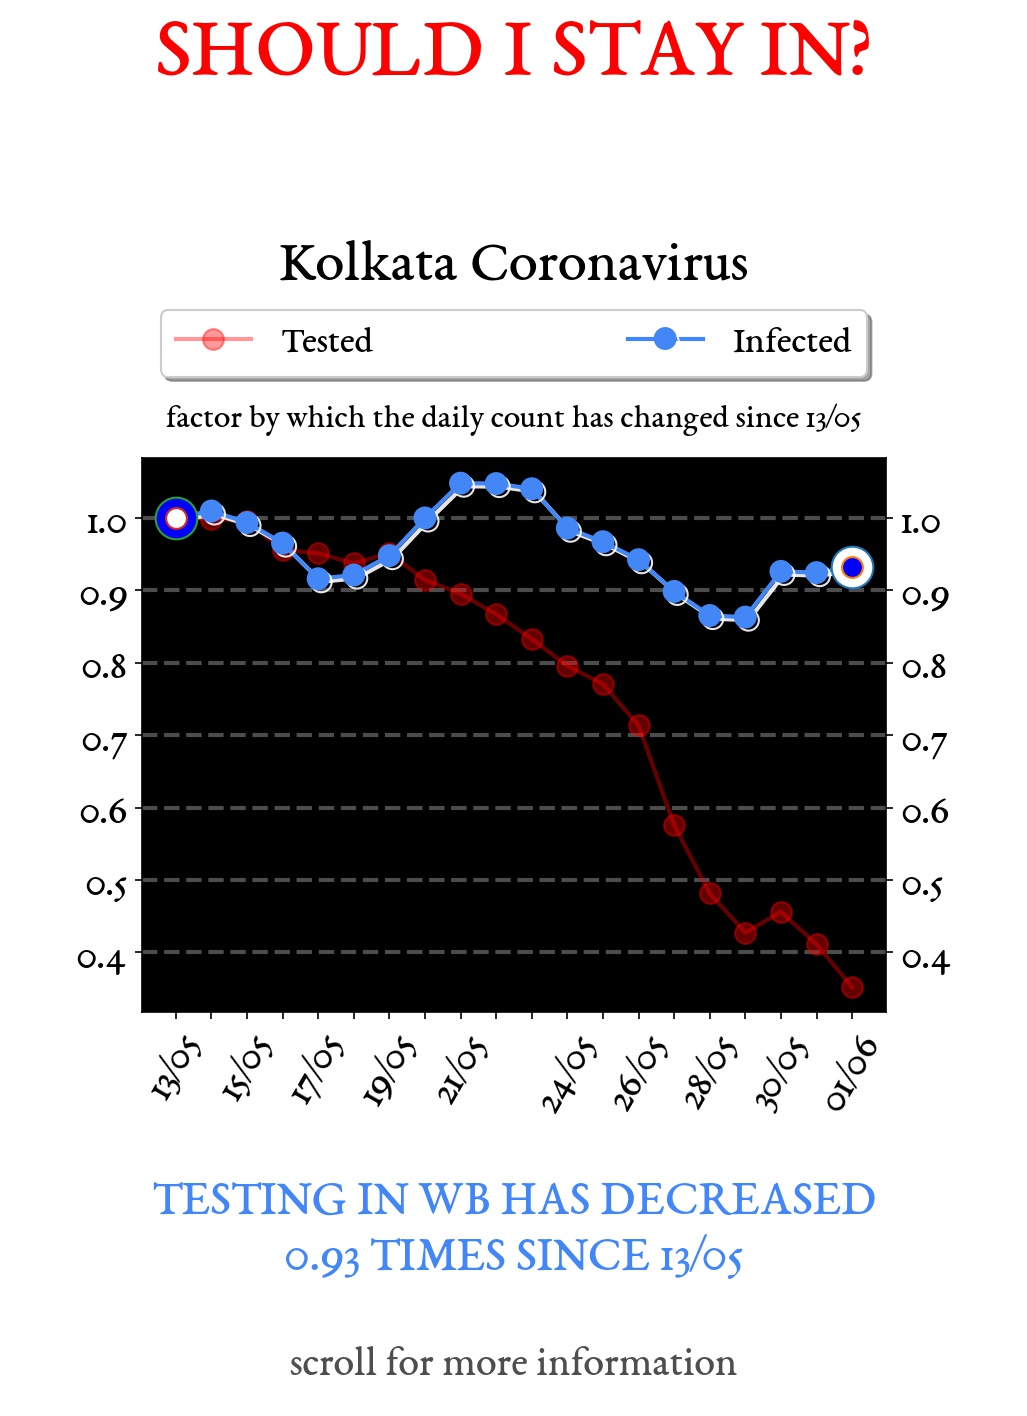 SHOULD I STAY IN?
Kolkata Coronavirus
Tested Infected
factor by which the daily count has changed since 13/05
1.0 1.0
0.9 0.9
0.8 0.8
0.7 0.7
0.6 0.6
0.5 0.5
0.4 0.4
13/05 15/05 17/05 19/05 21/05 24/05 26/05 28/05 30/05 01/06
TESTING IN WB HAS DECREASED
0.93 TIMES SINCE 13/05
scroll for more information